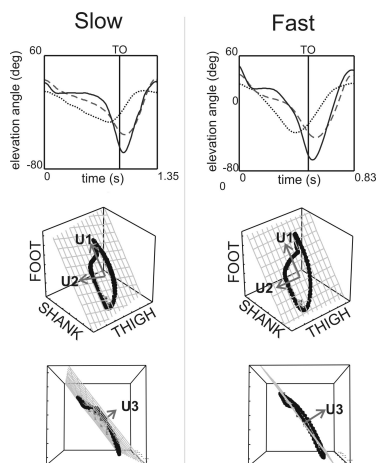 Slow
Fast
TO
TO
60
elevation angle (deg)
-80
0
1.35
time (s)
60
0
elevation angle (deg)
-80
0
0
0.83
time (s)
U1
U2
FOOT
SHANK
THIGH
U1
U2
FOOT
SHANK
THIGH
U3
U3